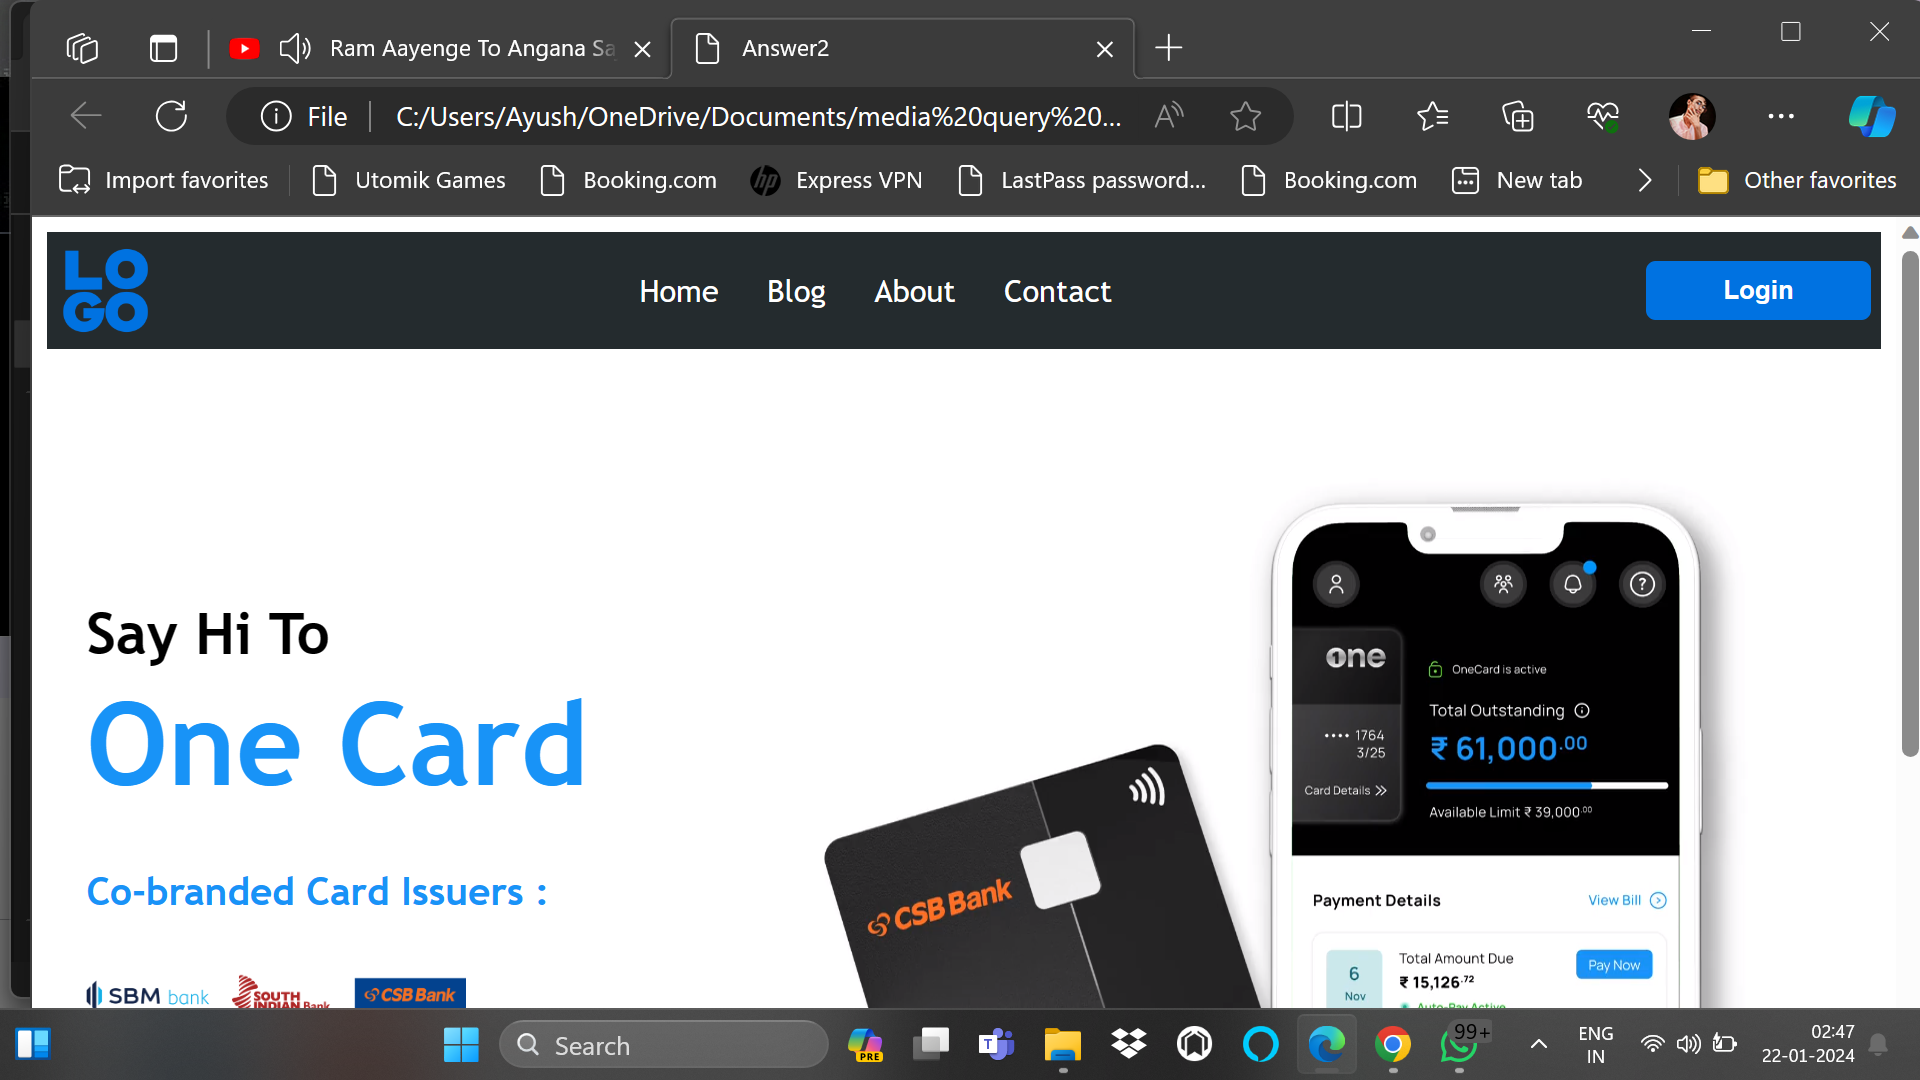 Ram Aayenge To Angana Sa
Answer2
File
C:/Users/Ayush/OneDrive/Documents/media%20query%20...
Import favorites
Utomik Games
Booking.com
hp
Express VPN
LastPass password...
Booking.com
New tab
Other favorites
LO
GO
Home
Blog
About
Contact
Login
Say Hi To
One Card
Co-branded Card Issuers :
SBM bank
SOUTH
INDIAN Bank
CSB Bank
CSB Bank
one
•••• 1764
3/25
Card Details
OneCard is active
Total Outstanding
₹ 61,000.00
Available Limit ₹ 39,000.00
Payment Details
View Bill
6
Nov
Total Amount Due
₹ 15,126.72
Auto-Pay Active
Pay Now
Search
PRE
99+
ENG
IN
02:47
22-01-2024